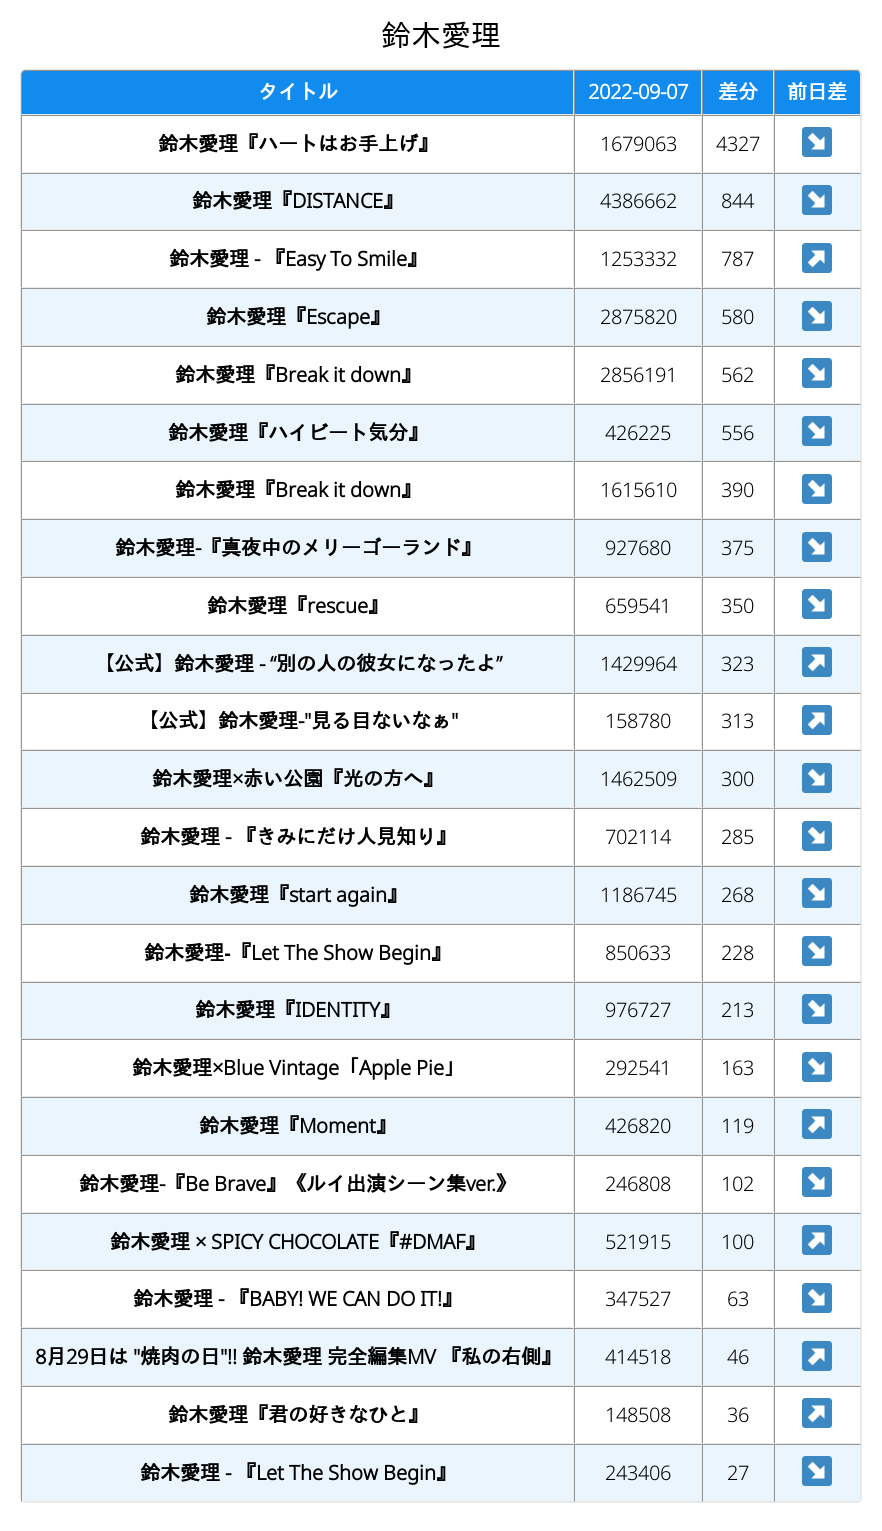 鈴木愛理
タイトル 2022-09-07 差分 前日差
鈴木愛理『ハートはお手上げ』 1679063 4327 ↘
鈴木愛理『DISTANCE』 4386662 844 ↘
鈴木愛理 - 『Easy To Smile』 1253332 787 ↗
鈴木愛理『Escape』 2875820 580 ↘
鈴木愛理『Break it down』 2856191 562 ↘
鈴木愛理『ハイビート気分』 426225 556 ↘
鈴木愛理『Break it down』 1615610 390 ↘
鈴木愛理-『真夜中のメリーゴーランド』 927680 375 ↘
鈴木愛理『rescue』 659541 350 ↘
【公式】鈴木愛理 - “別の人の彼女になったよ” 1429964 323 ↗
【公式】鈴木愛理-"見る目ないなぁ" 158780 313 ↗
鈴木愛理×赤い公園『光の方へ』 1462509 300 ↘
鈴木愛理 - 『きみにだけ人見知り』 702114 285 ↘
鈴木愛理『start again』 1186745 268 ↘
鈴木愛理-『Let The Show Begin』 850633 228 ↘
鈴木愛理『IDENTITY』 976727 213 ↘
鈴木愛理×Blue Vintage「Apple Pie」 292541 163 ↘
鈴木愛理『Moment』 426820 119 ↗
鈴木愛理-『Be Brave』《ルイ出演シーン集ver.》 246808 102 ↘
鈴木愛理 × SPICY CHOCOLATE『#DMAF』 521915 100 ↗
鈴木愛理 - 『BABY! WE CAN DO IT!』 347527 63 ↘
8月29日は "焼肉の日"!! 鈴木愛理 完全編集MV 『私の右側』 414518 46 ↗
鈴木愛理『君の好きなひと』 148508 36 ↗
鈴木愛理 - 『Let The Show Begin』 243406 27 ↘